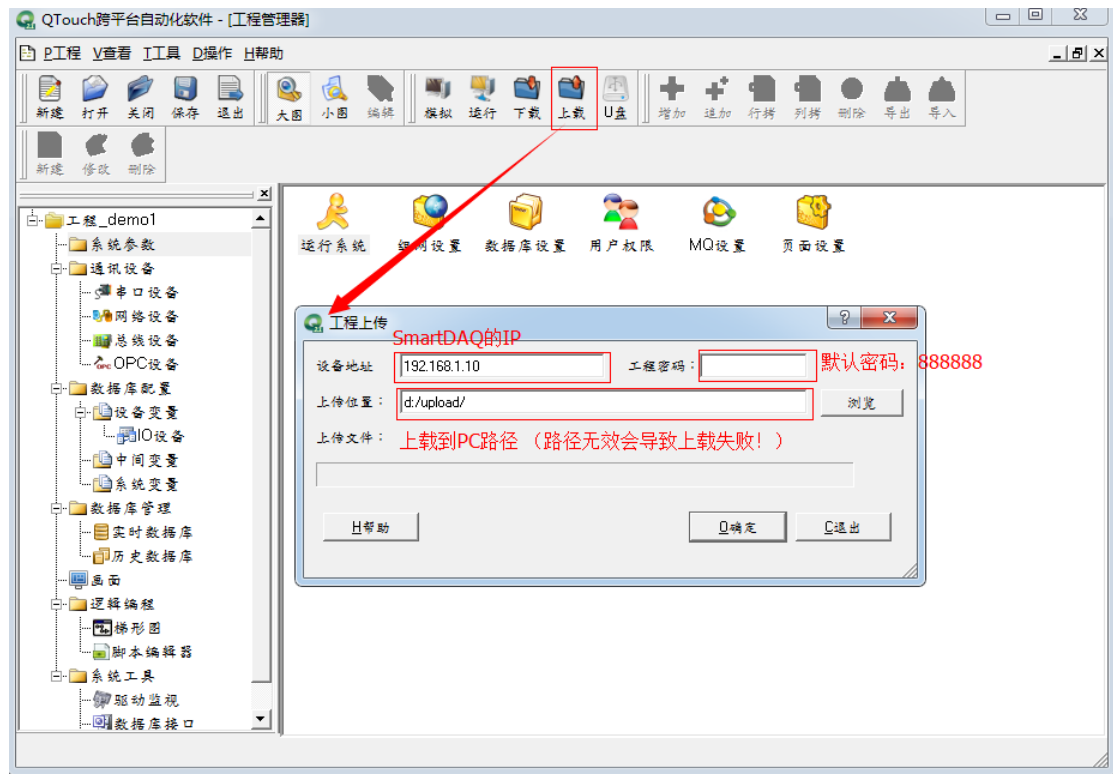 QTouch跨平台自动化软件 - [工程管理器]
P工程 V查看 T工具 D操作 H帮助
新建 打开 关闭 保存 退出 大图 小图 编辑 模拟 运行 下载 上载 U盘 增加 追加 行拷 列拷 删除 导出 导入
新建 修改 删除
工程_demo1
系统参数
通讯设备
串口设备
网络设备
总线设备
OPC设备
数据库配置
设备变量
IO设备
中间变量
系统变量
数据库管理
实时数据库
历史数据库
画面
逻辑编程
梯形图
脚本编辑器
系统工具
驱动监视
数据库接口
运行系统 组网设置 数据库设置 用户权限 MQ设置 页面设置
工程上传
SmartDAQ的IP
设备地址 192.168.1.10 工程密码： 默认密码：888888
上传位置： d:/upload/ 浏览
上传文件： 上载到PC路径 （路径无效会导致上载失败！）
H帮助 O确定 C退出